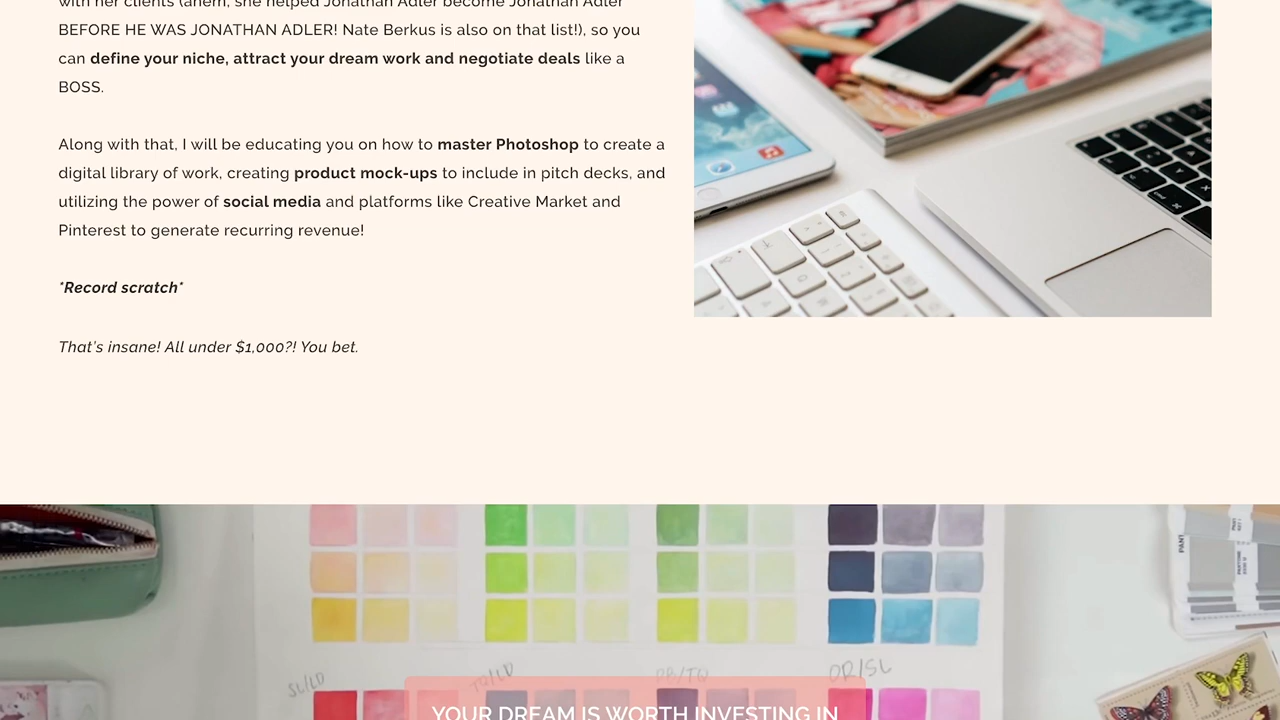 with her clients (ahem, she helped Jonathan Adler become Jonathan Adler
BEFORE HE WAS JONATHAN ADLER! Nate Berkus is also on that list!), so you
can define your niche, attract your dream work and negotiate deals like a
BOSS.
Along with that, I will be educating you on how to master Photoshop to create a
digital library of work, creating product mock-ups to include in pitch decks, and
utilizing the power of social media and platforms like Creative Market and
Pinterest to generate recurring revenue!
*Record scratch*
That's insane! All under $1,000?! You bet.
SL/LD
OR/SL
YOUR DREAM IS WORTH INVESTING IN